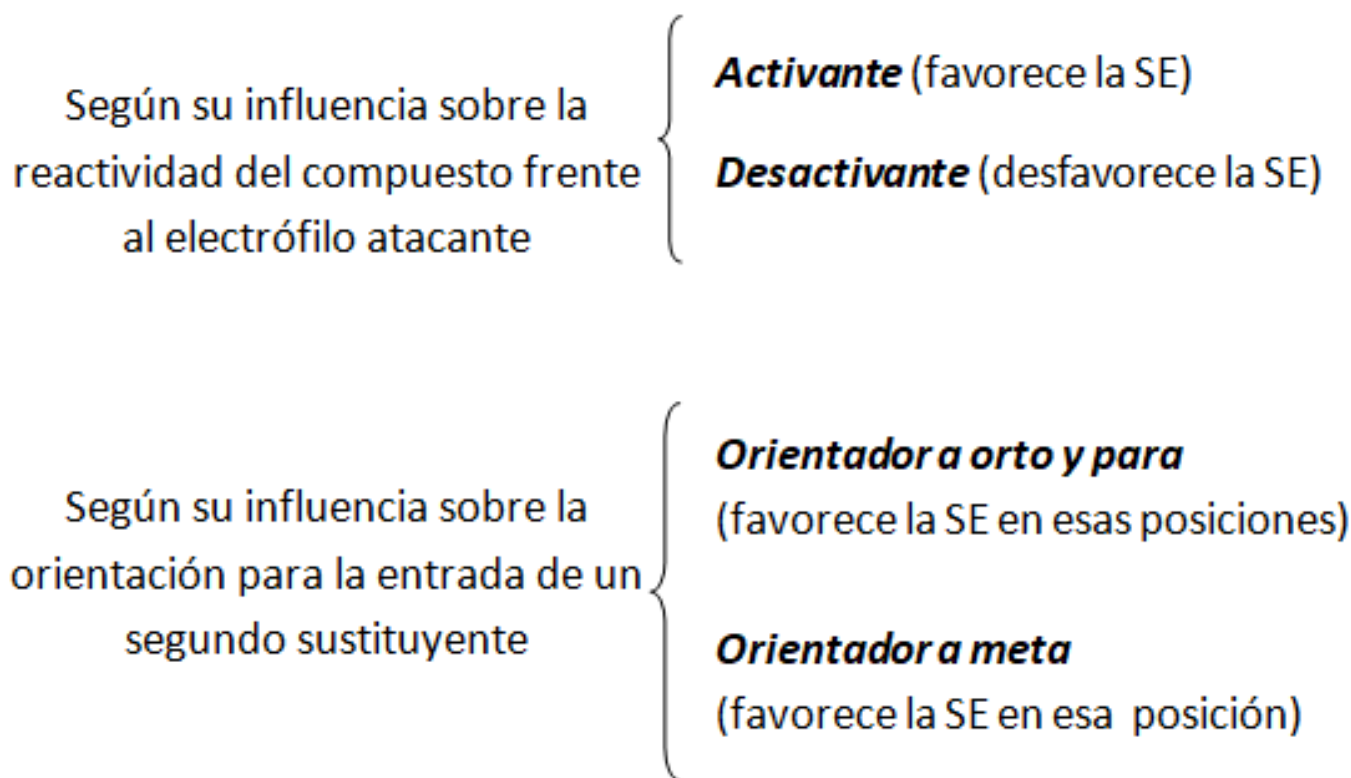 Según su influencia sobre la
reactividad del compuesto frente
al electrófilo atacante
Activante (favorece la SE)
Desactivante (desfavorece la SE)
Según su influencia sobre la
orientación para la entrada de un
segundo sustituyente
Orientador a orto y para
(favorece la SE en esas posiciones)
Orientador a meta
(favorece la SE en esa posición)